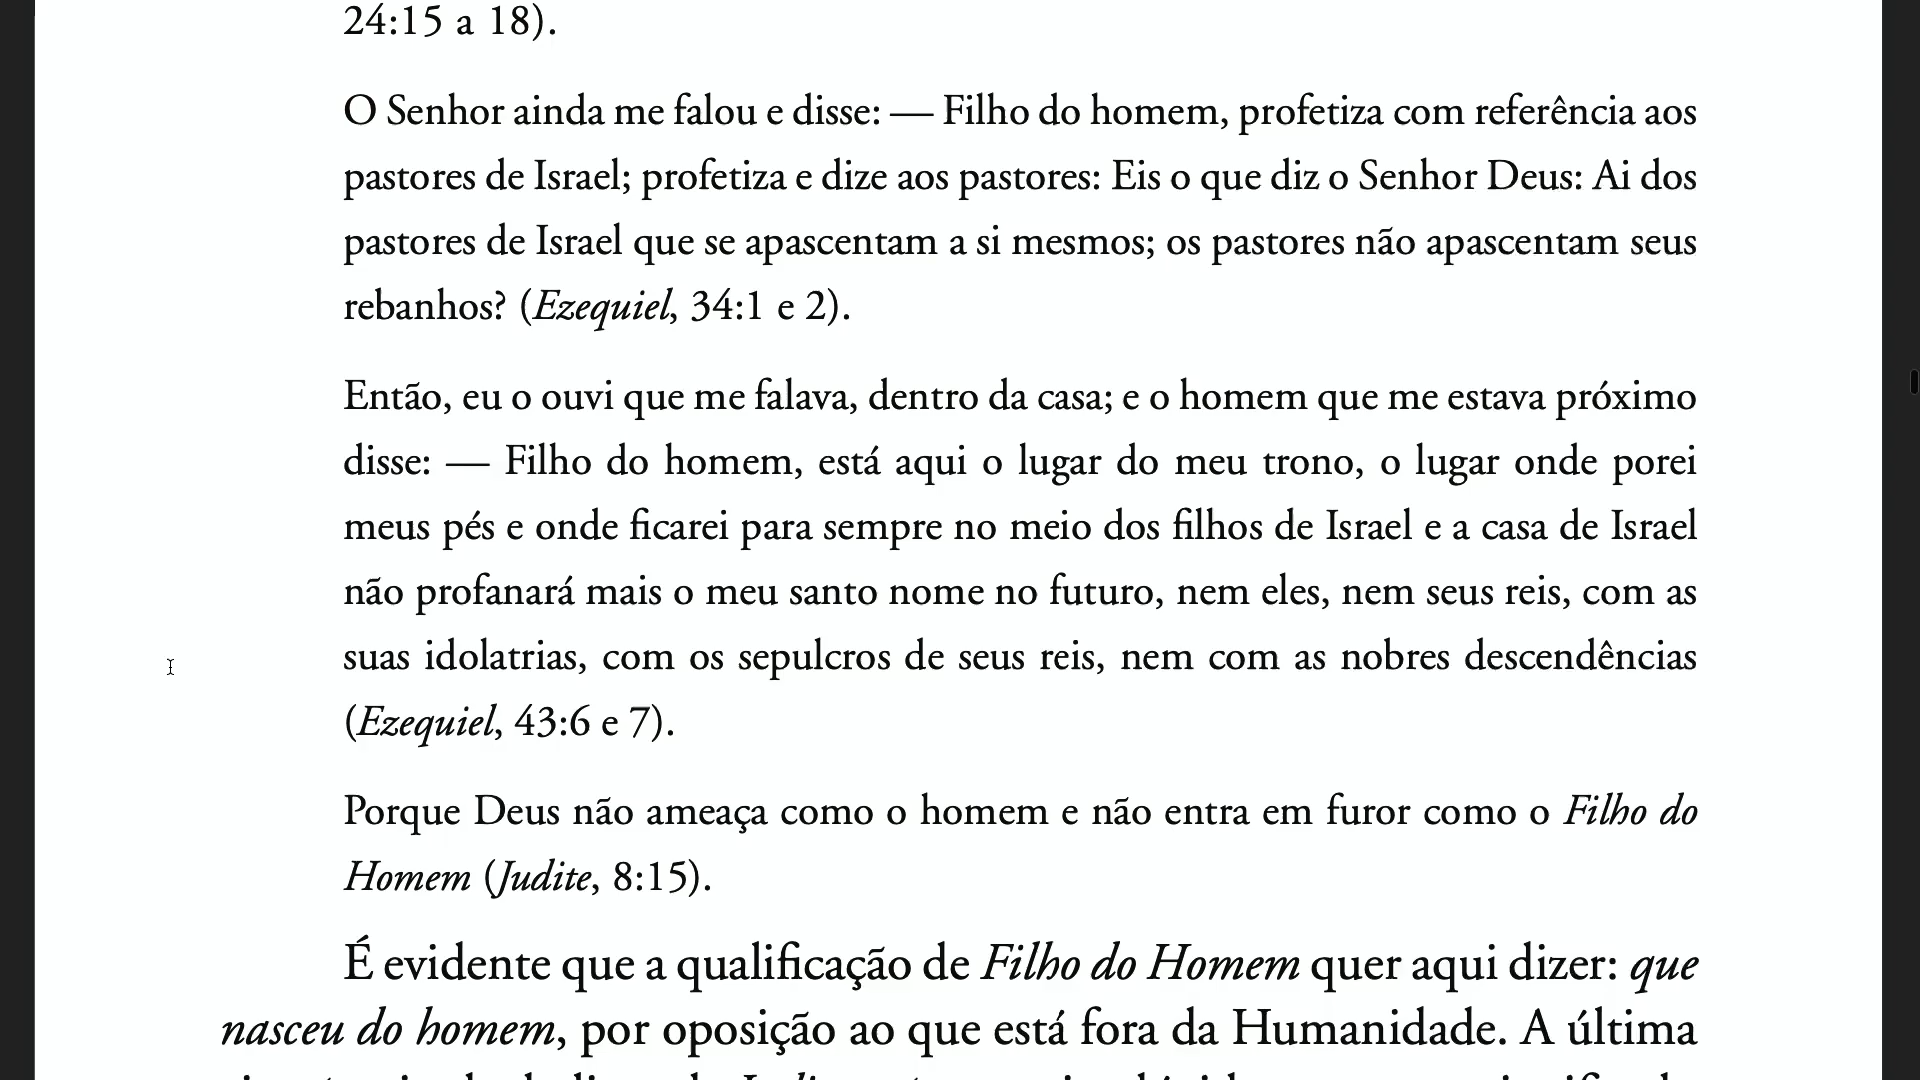 24:15 a 18).
O Senhor ainda me falou e disse: — Filho do homem, profetiza com referência aos
pastores de Israel; profetiza e dize aos pastores: Eis o que diz o Senhor Deus: Ai dos
pastores de Israel que se apascentam a si mesmos; os pastores não apascentam seus
rebanhos? (Ezequiel, 34:1 e 2).
Então, eu o ouvi que me falava, dentro da casa; e o homem que me estava próximo
disse: — Filho do homem, está aqui o lugar do meu trono, o lugar onde porei
meus pés e onde ficarei para sempre no meio dos filhos de Israel e a casa de Israel
não profanará mais o meu santo nome no futuro, nem eles, nem seus reis, com as
suas idolatrias, com os sepulcros de seus reis, nem com as nobres descendências
(Ezequiel, 43:6 e 7).
Porque Deus não ameaça como o homem e não entra em furor como o Filho do
Homem (Judite, 8:15).
É evidente que a qualificação de Filho do Homem quer aqui dizer: que
nasceu do homem, por oposição ao que está fora da Humanidade. A última